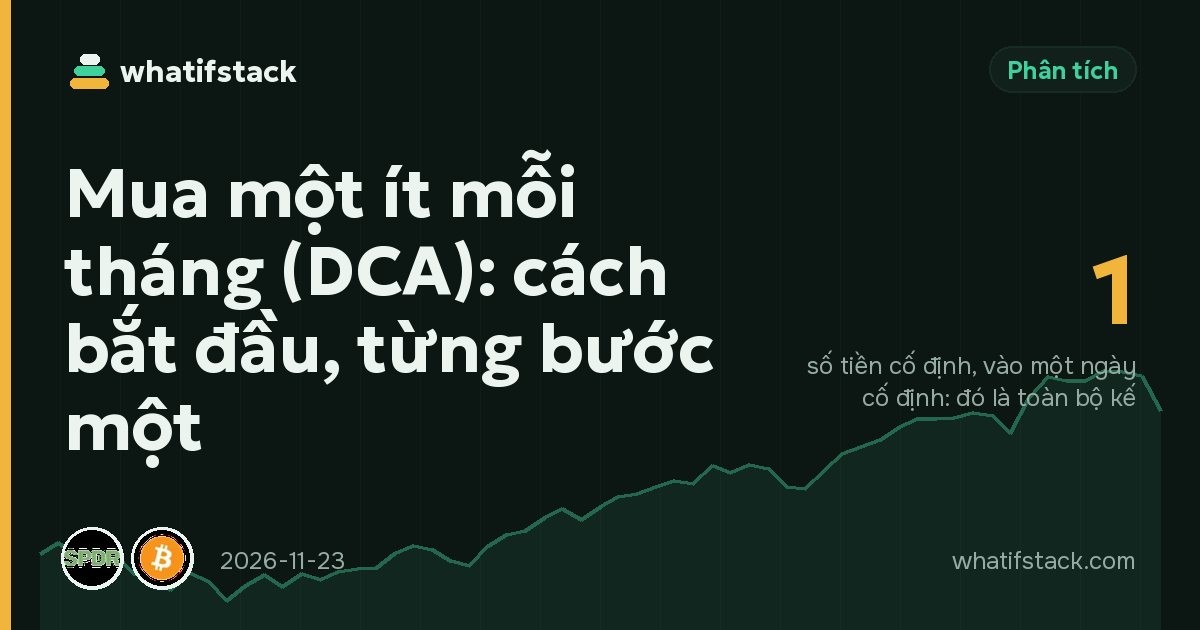 whatifstack
Phân tích
Mua một ít mỗi
tháng (DCA): cách
bắt đầu, từng bước
một
1
số tiền cố định, vào một ngày
cố định: đó là toàn bộ kế
SPDR
2026-11-23
whatifstack.com